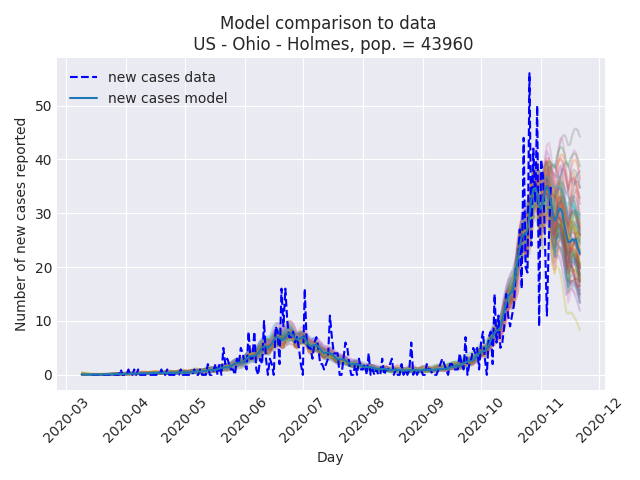 Model comparison to data
US - Ohio - Holmes, pop. = 43960
new cases data
new cases model
Number of new cases reported
50
40
30
20
10
0
2020-03
2020-04
2020-05
2020-06
2020-07
2020-08
2020-09
2020-10
2020-11
2020-12
Day